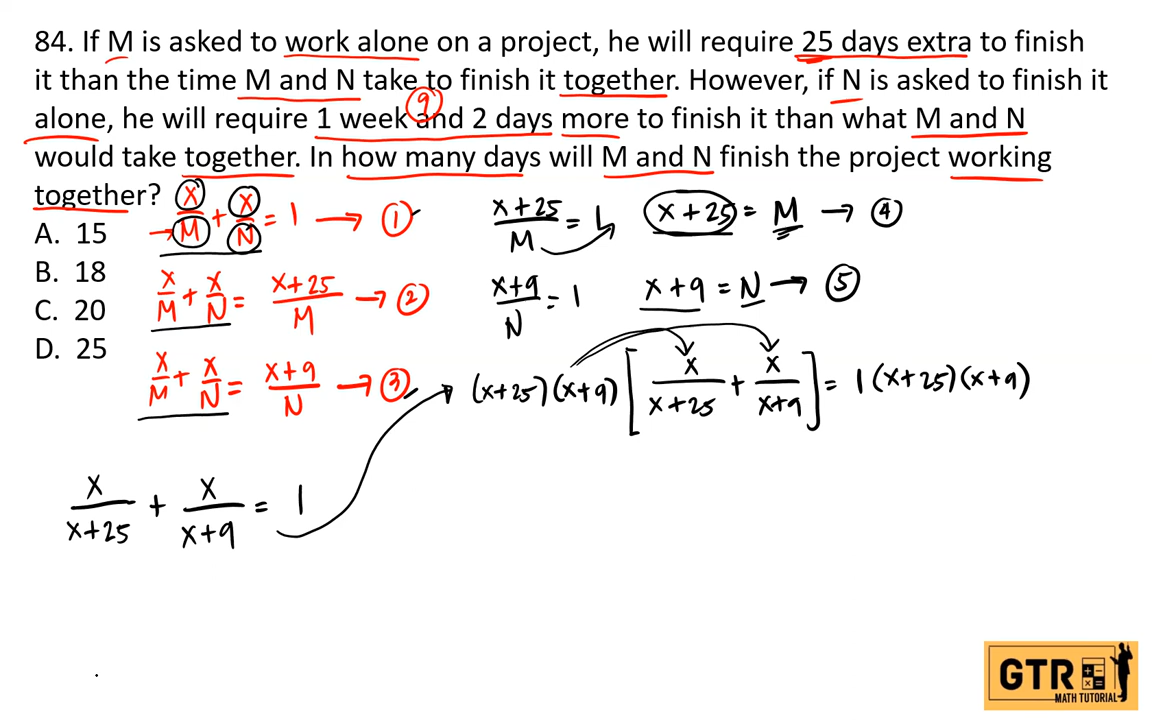 84. If M is asked to work alone on a project, he will require 25 days extra to finish
it than the time M and N take to finish it together. However, if N is asked to finish it
9
alone, he will require 1 week and 2 days more to finish it than what M and N
would take together. In how many days will M and N finish the project working
together?
A. 15
B. 18
C. 20
D. 25
x/M + x/N = 1 → ①
x/M + x/N = x+25/M → ②
x/M + x/N = x+9/N → ③
x+25/M = 1
x+25 = M → ④
x+9/N = 1
x+9 = N → ⑤
(x+25)(x+9) [x/x+25 + x/x+9] = 1(x+25)(x+9)
x/x+25 + x/x+9 = 1
GTR
MATH TUTORIAL